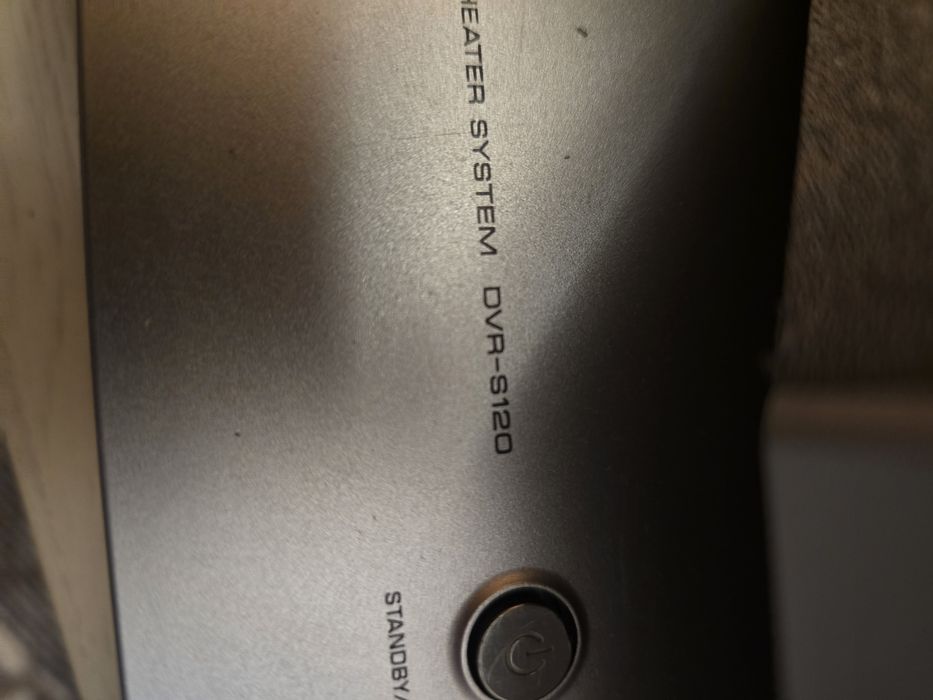 HEATER SYSTEM DVR-S120
STANDBY/